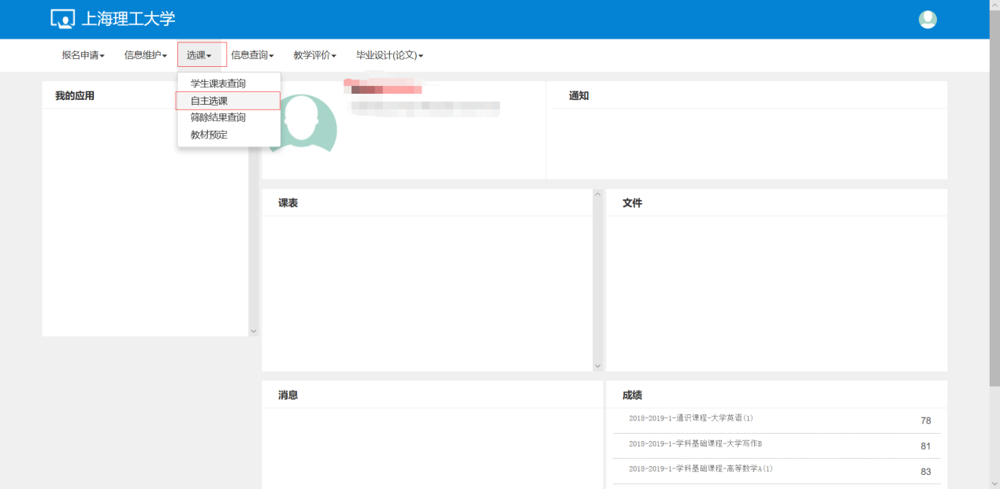 上海理工大学
报名申请 信息维护 选课 信息查询 教学评价 毕业设计(论文)
学生课表查询
自主选课
筛除结果查询
教材预定
我的应用
通知
课表
文件
消息
成绩
2018-2019-1-通识课程-大学英语(1) 78
2018-2019-1-学科基础课程-大学写作B 81
2018-2019-1-学科基础课程-高等数学A(1) 83